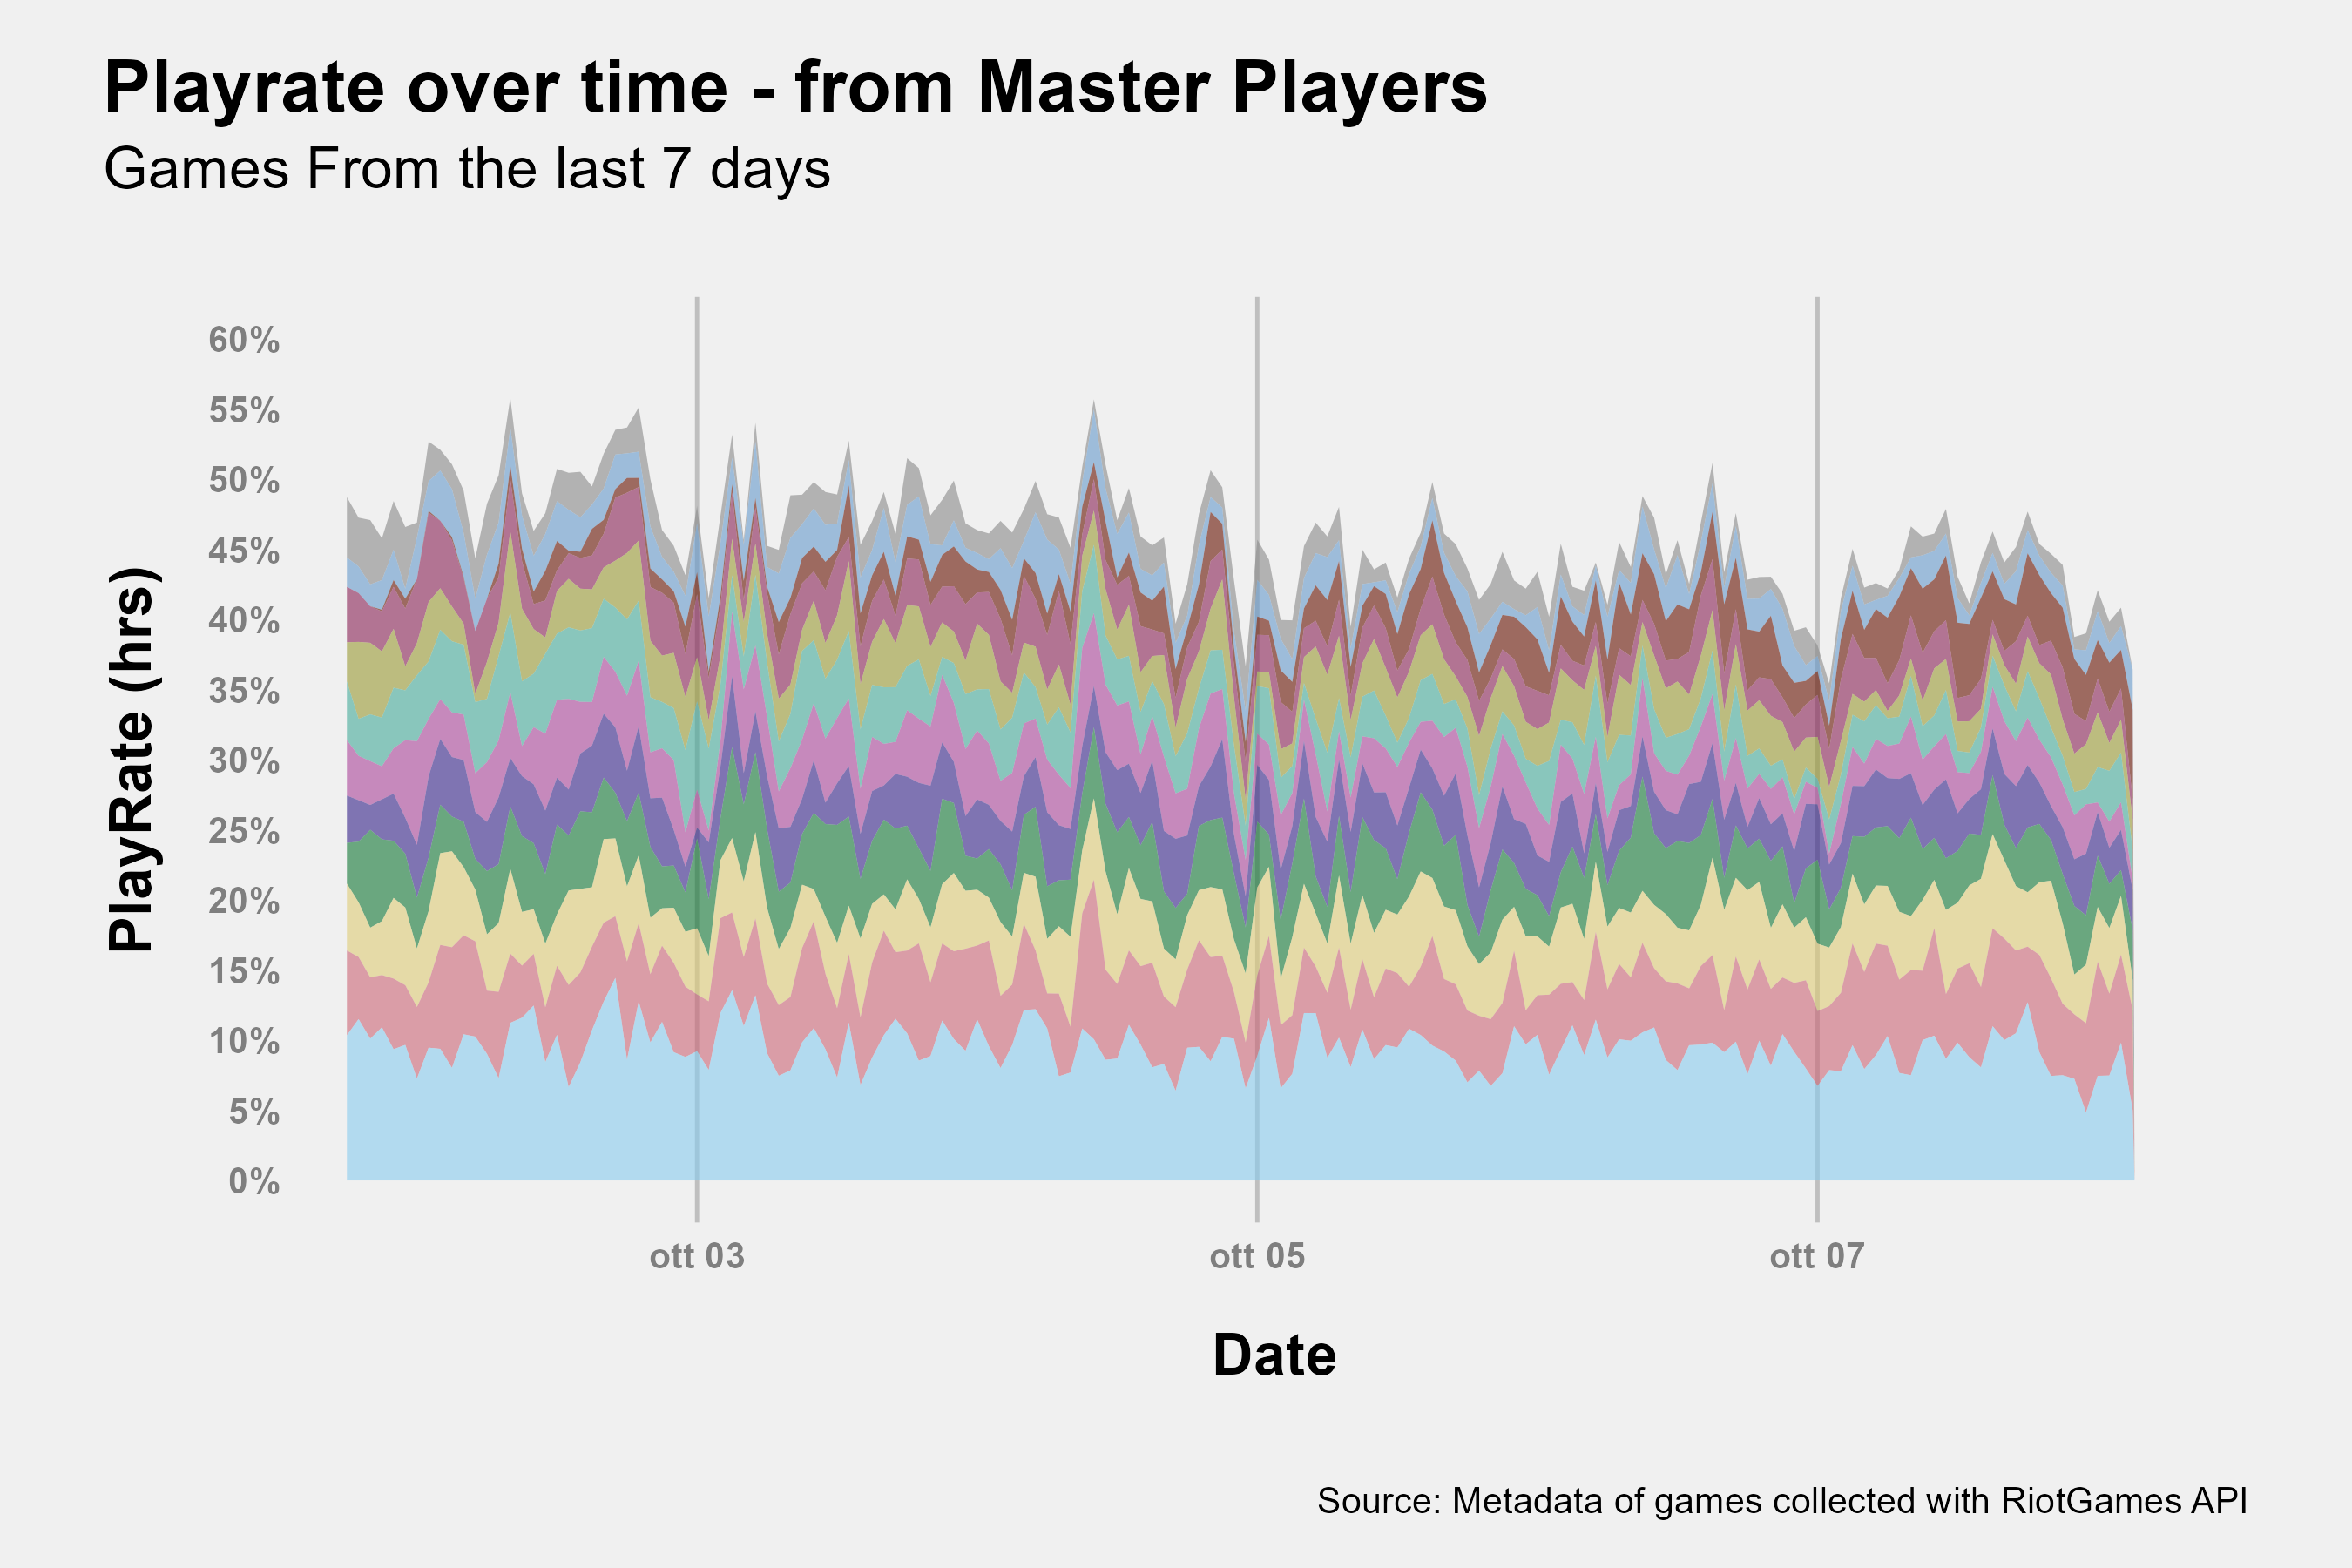 Playrate over time - from Master Players
Games From the last 7 days
60%
55%
50%
45%
40%
35%
30%
25%
20%
15%
10%
5%
0%
PlayRate (hrs)
ott 03
ott 05
ott 07
Date
Source: Metadata of games collected with RiotGames API